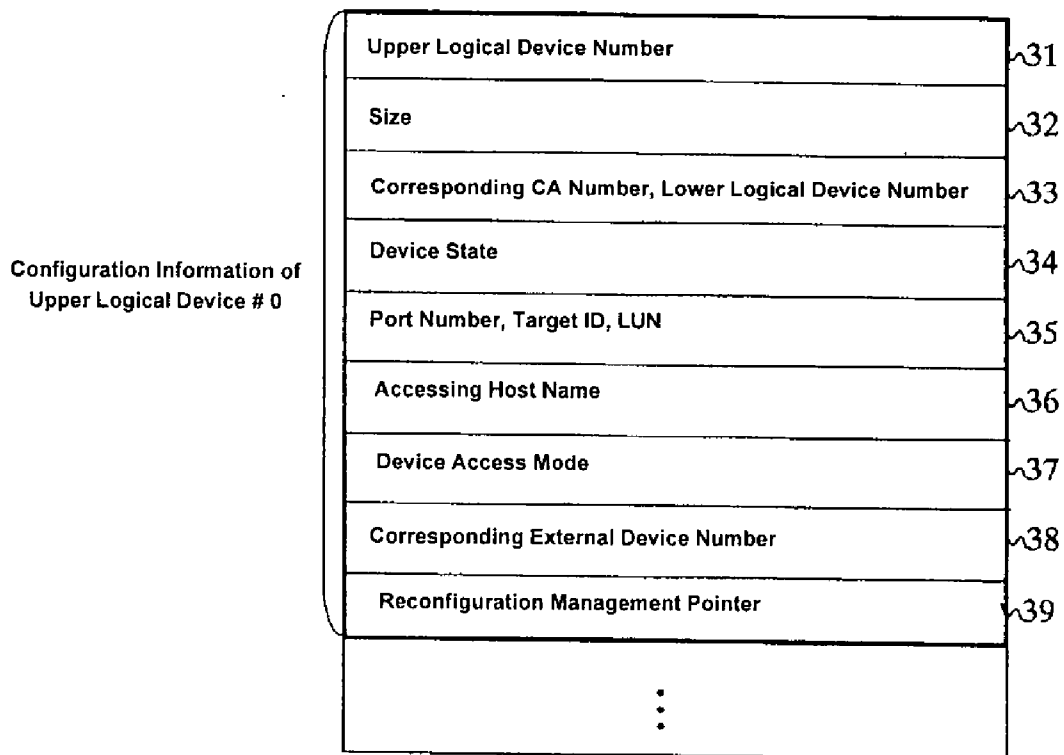 Upper Logical Device Number 31
Size 32
Corresponding CA Number, Lower Logical Device Number 33
Device State 34
Configuration Information of
Upper Logical Device # 0
Port Number, Target ID, LUN 35
Accessing Host Name 36
Device Access Mode 37
Corresponding External Device Number 38
Reconfiguration Management Pointer 39